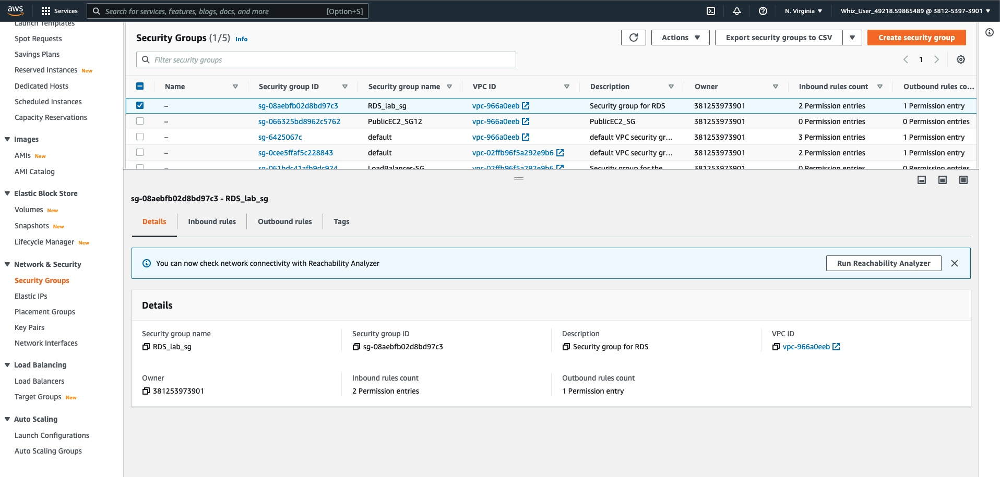 aws Services Search for services, features, blogs, docs, and more [Option+S] N. Virginia Whiz_User_49218.59865489 @ 3812-5397-3901
Launch Templates
Spot Requests
Savings Plans
Reserved Instances New
Dedicated Hosts
Scheduled Instances
Capacity Reservations
Images
AMIs New
AMI Catalog
Elastic Block Store
Volumes New
Snapshots New
Lifecycle Manager New
Network & Security
Security Groups
Elastic IPs
Placement Groups
Key Pairs
Network Interfaces
Load Balancing
Load Balancers
Target Groups New
Auto Scaling
Launch Configurations
Auto Scaling Groups
Security Groups (1/5) Info Actions Export security groups to CSV Create security group
Filter security groups 1
Name Security group ID Security group name VPC ID Description Owner Inbound rules count Outbound rules co...
– sg-08aebfb02d8bd97c3 RDS_lab_sg vpc-966a0eeb Security group for RDS 381253973901 2 Permission entries 1 Permission entry
– sg-066325bd8962c5762 PublicEC2_SG12 vpc-966a0eeb PublicEC2_SG 381253973901 0 Permission entries 0 Permission entries
– sg-6425067c default vpc-966a0eeb default VPC security gr... 381253973901 3 Permission entries 1 Permission entry
– sg-0cee5ffaf5c228843 default vpc-02ffb96f5a292e9b6 default VPC security gr... 381253973901 2 Permission entries 1 Permission entry
– sg-061bdc41afb9dc924 LoadBalancer-SG vpc-02ffb96f5a292e9b6 Security group for the 381253973901 0 Permission entries 0 Permission entries
sg-08aebfb02d8bd97c3 - RDS_lab_sg
Details Inbound rules Outbound rules Tags
You can now check network connectivity with Reachability Analyzer Run Reachability Analyzer
Details
Security group name Security group ID Description VPC ID
RDS_lab_sg sg-08aebfb02d8bd97c3 Security group for RDS vpc-966a0eeb
Owner Inbound rules count Outbound rules count
381253973901 2 Permission entries 1 Permission entry